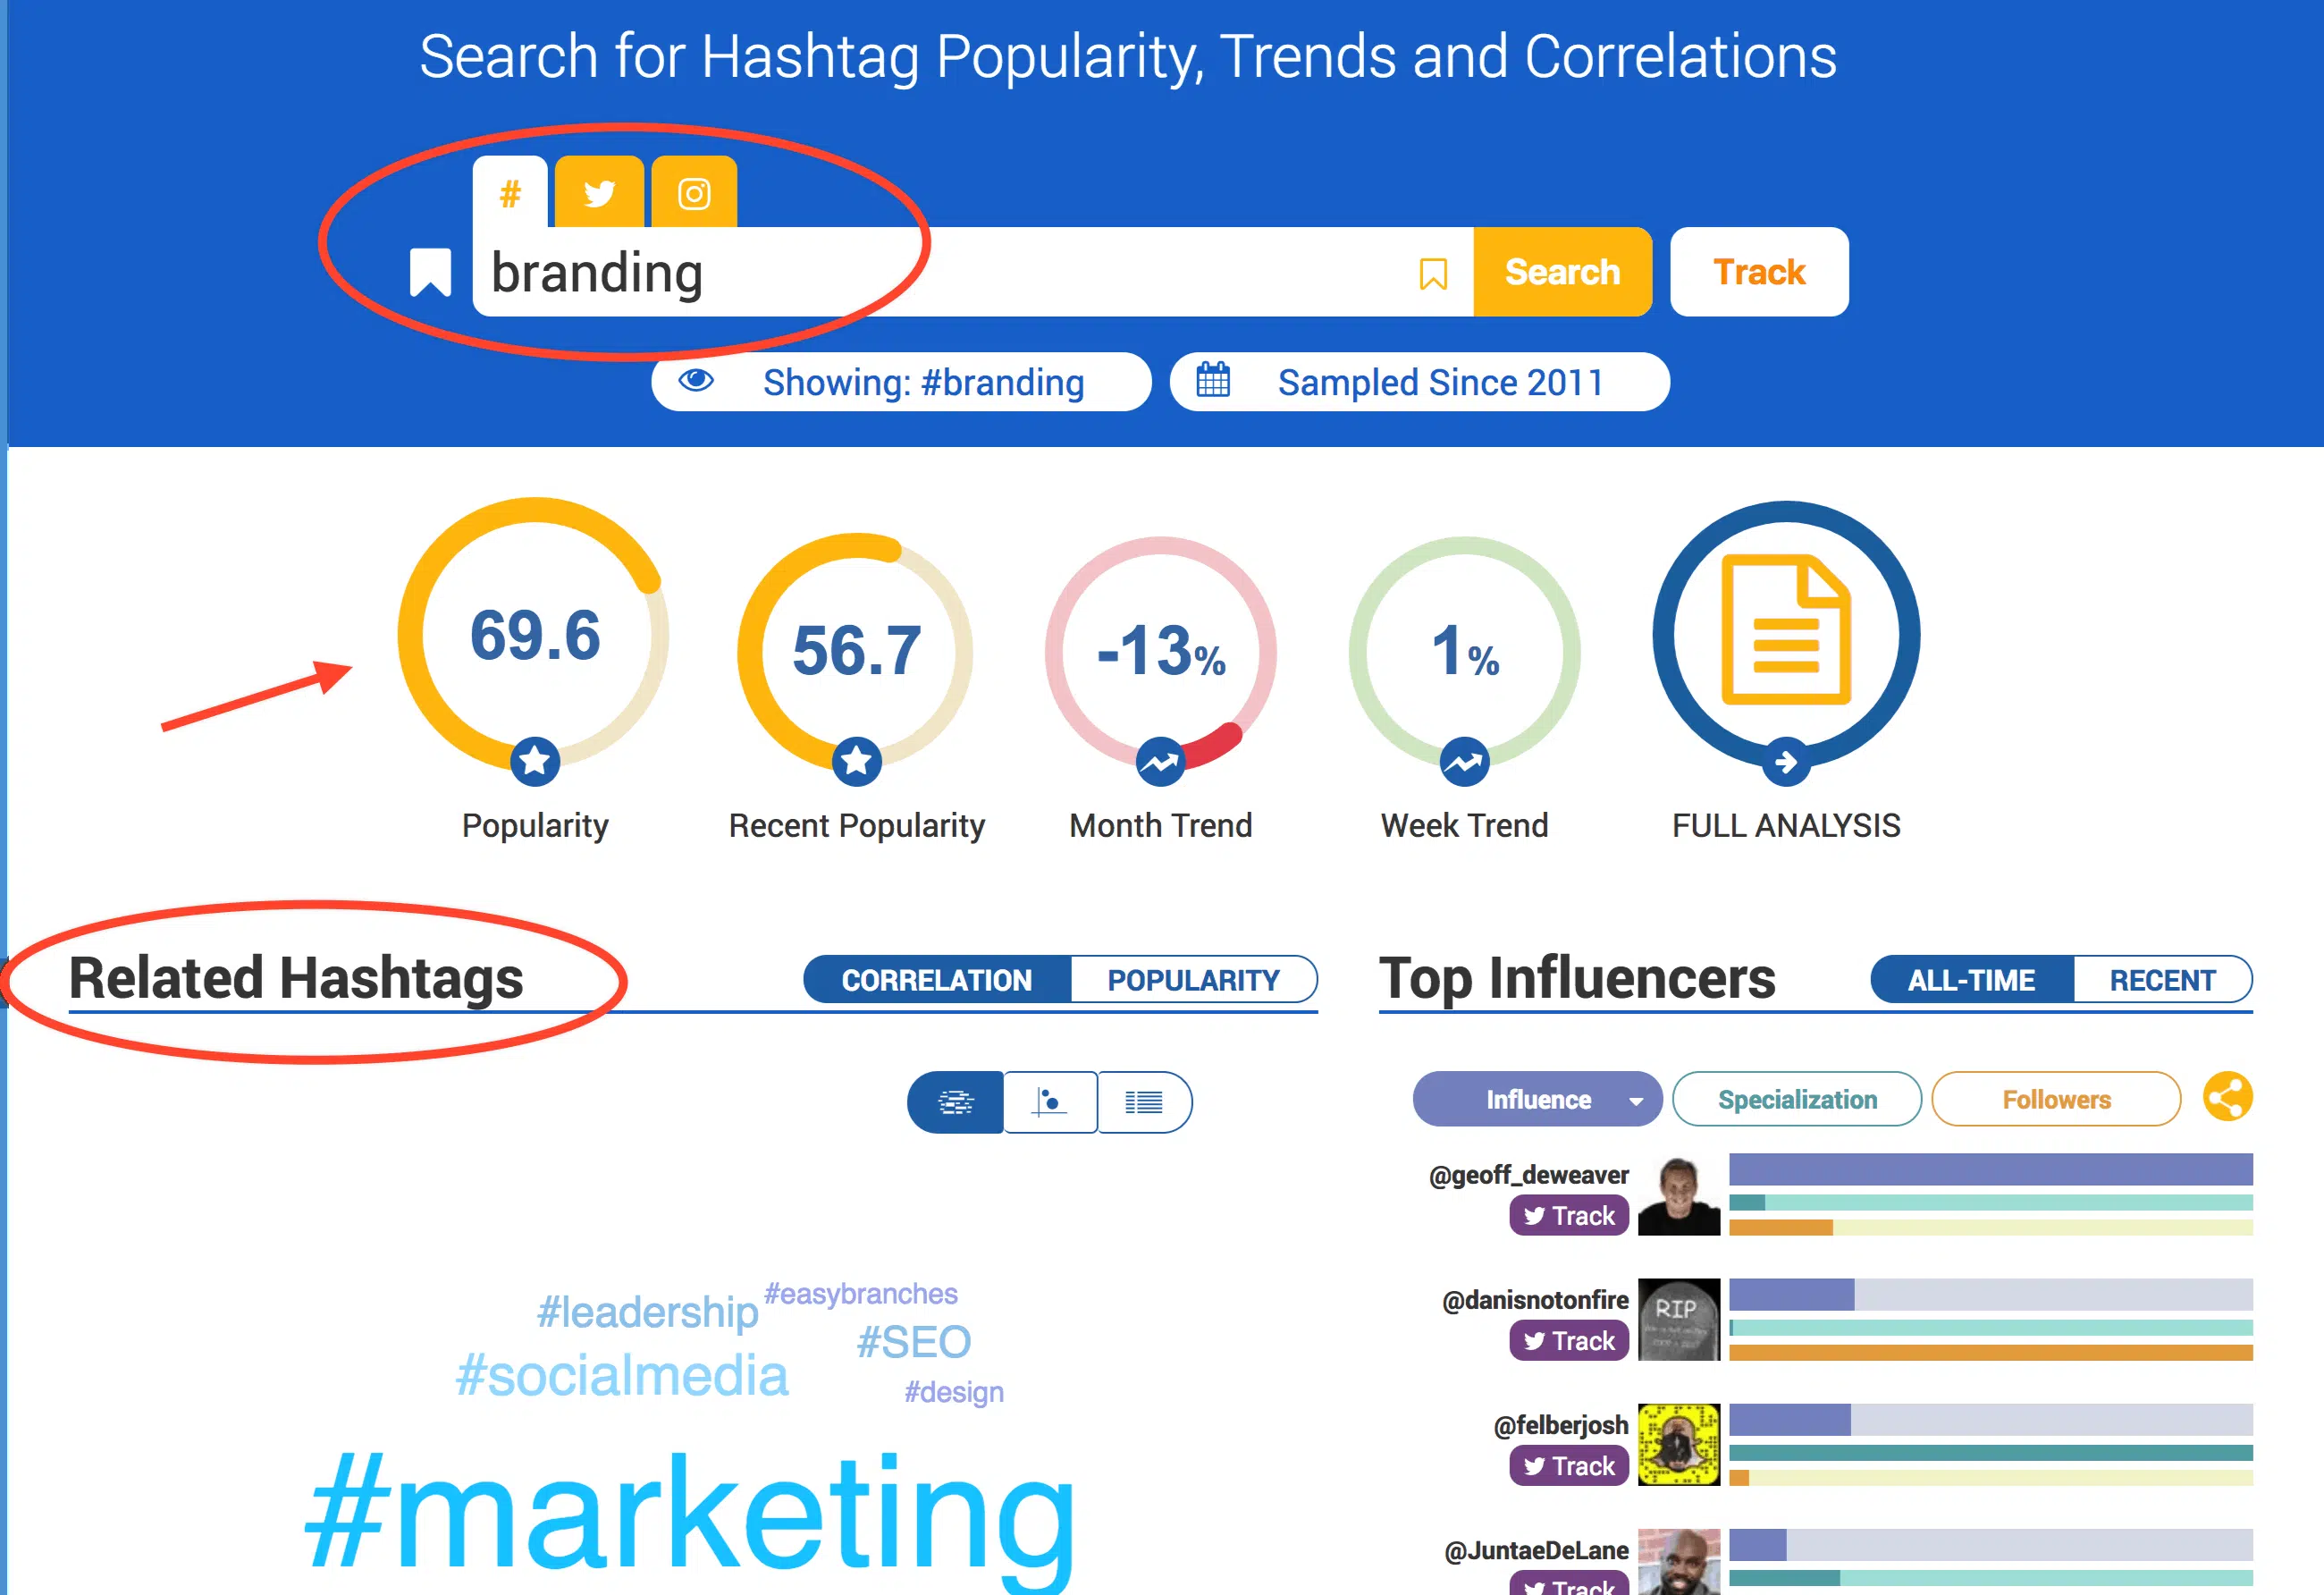 Search for Hashtag Popularity, Trends and Correlations
#
branding
Search
Track
Showing: #branding
Sampled Since 2011
69.6
56.7
-13%
1%
Popularity
Recent Popularity
Month Trend
Week Trend
FULL ANALYSIS
Related Hashtags
CORRELATION
POPULARITY
Top Influencers
ALL-TIME
RECENT
Influence
Specialization
Followers
@geoff_deweaver
Track
@danisnotonfire
Track
RIP
@felberjosh
Track
@JuntaeDeLane
Track
#leadership
#easybranches
#SEO
#socialmedia
#design
#marketing